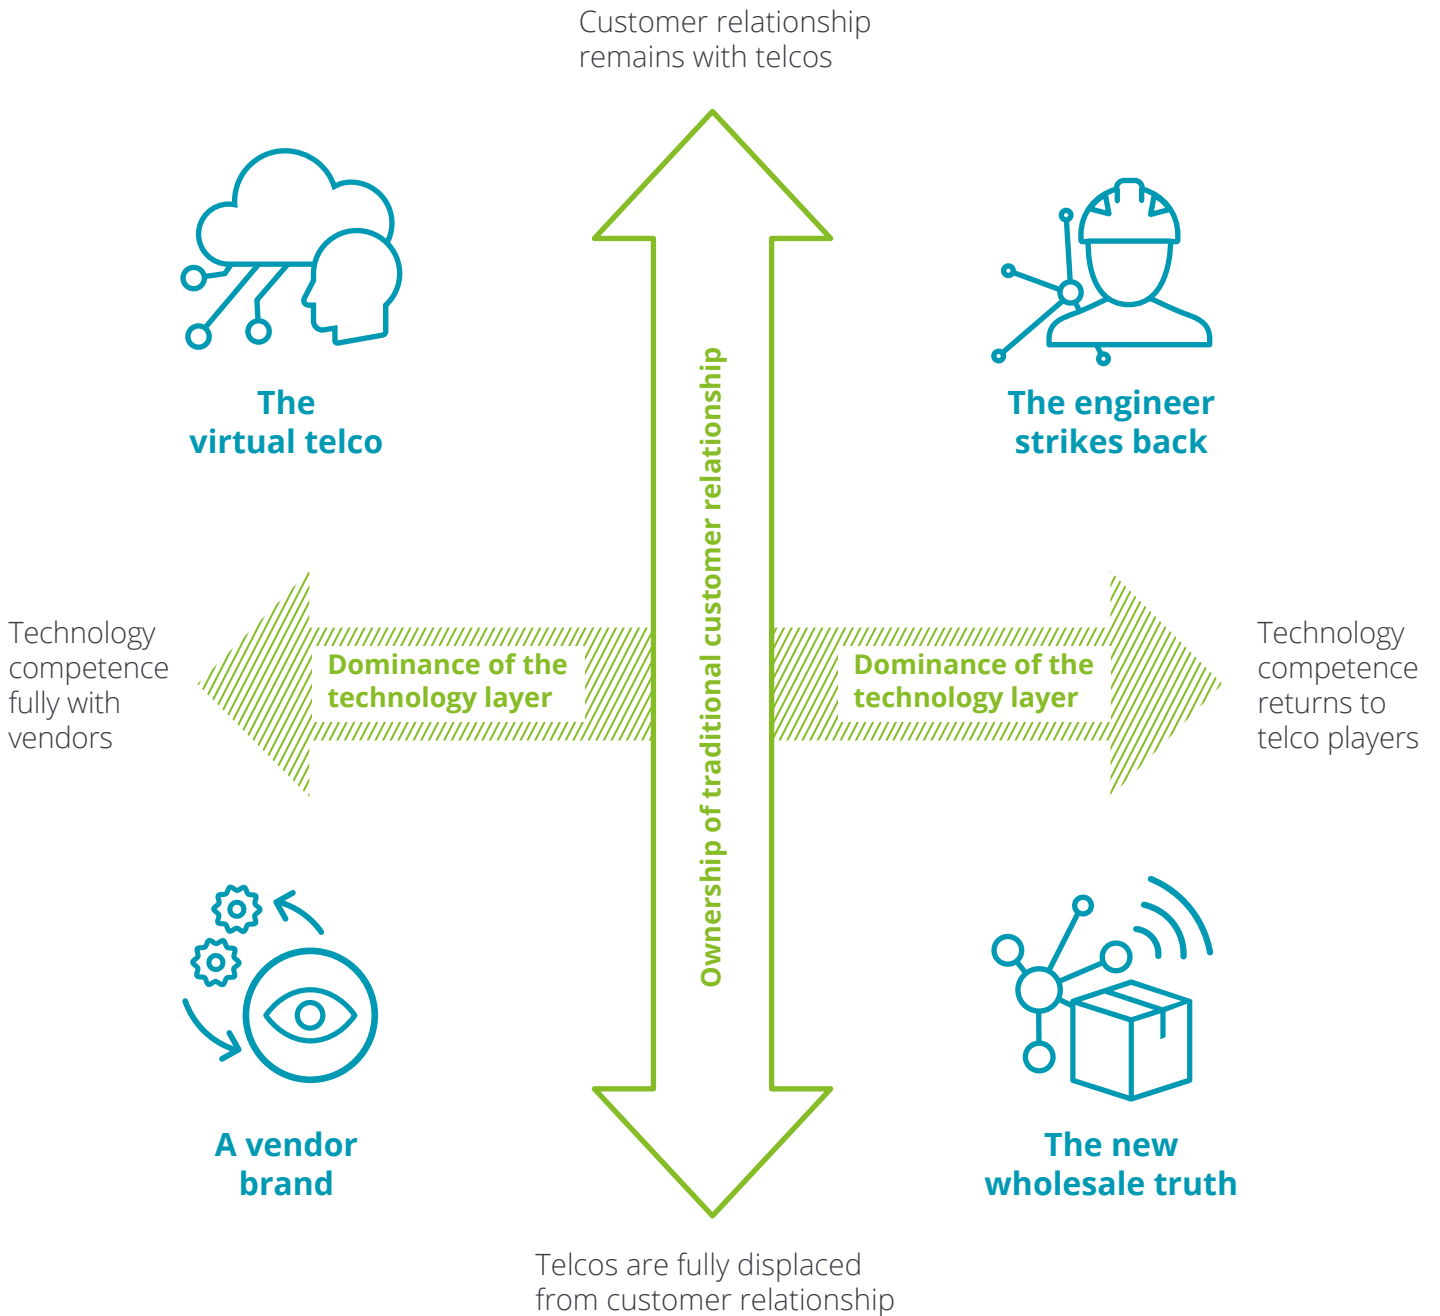 Customer relationship
remains with telcos
The
virtual telco
The engineer
strikes back
Ownership of traditional customer relationship
Technology
competence
fully with
vendors
Dominance of the
technology layer
Dominance of the
technology layer
Technology
competence
returns to
telco players
A vendor
brand
The new
wholesale truth
Telcos are fully displaced
from customer relationship